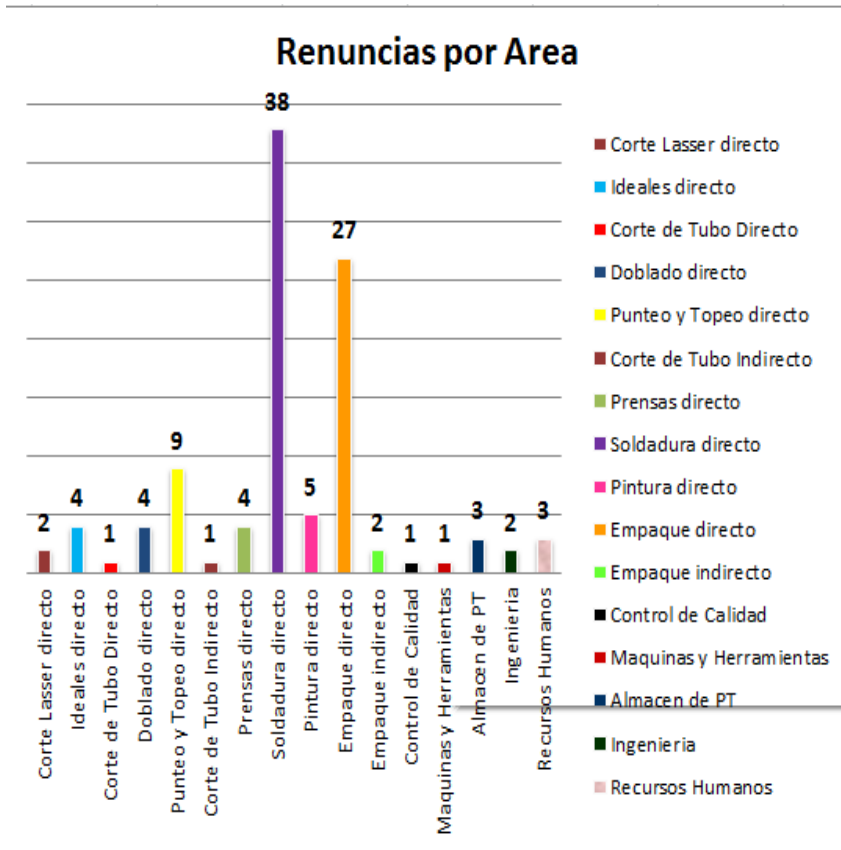 Renuncias por Area
38
27
9
5
4
4
4
3
3
2
2
2
1
1
1
1
Corte Lasser directo
Ideales directo
Corte de Tubo Directo
Doblado directo
Punteo y Topeo directo
Corte de Tubo Indirecto
Prensas directo
Soldadura directo
Pintura directo
Empaque directo
Empaque indirecto
Control de Calidad
Maquinas y Herramientas
Almacen de PT
Ingenieria
Recursos Humanos
Corte Lasser directo
Ideales directo
Corte de Tubo Directo
Doblado directo
Punteo y Topeo directo
Corte de Tubo Indirecto
Prensas directo
Soldadura directo
Pintura directo
Empaque directo
Empaque indirecto
Control de Calidad
Maquinas y Herramientas
Almacen de PT
Ingenieria
Recursos Humanos